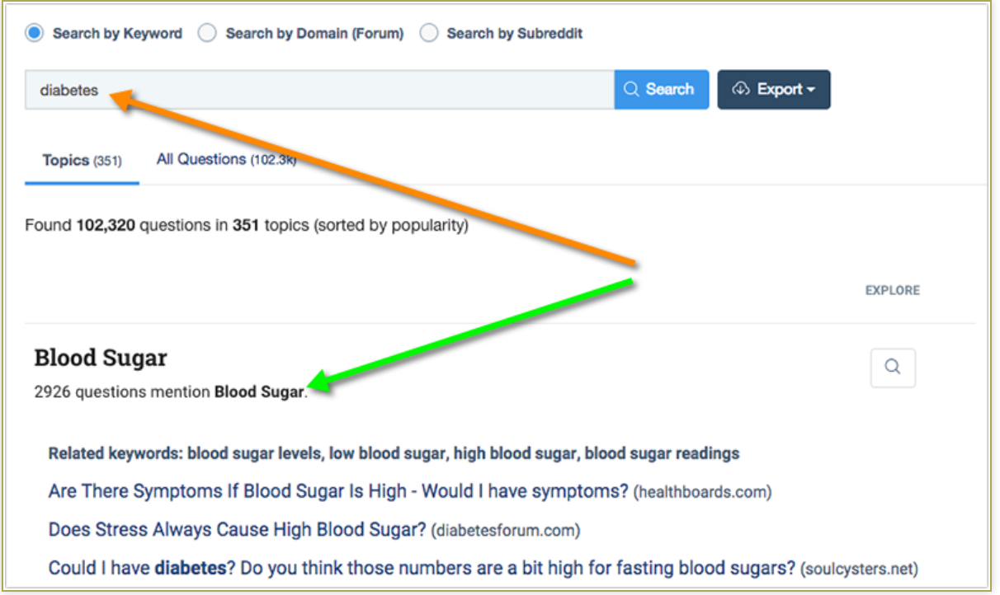 Search by Keyword Search by Domain (Forum) Search by Subreddit
diabetes Search Export
Topics (351) All Questions (102.3k)
Found 102,320 questions in 351 topics (sorted by popularity)
EXPLORE
Blood Sugar
2926 questions mention Blood Sugar.
Related keywords: blood sugar levels, low blood sugar, high blood sugar, blood sugar readings
Are There Symptoms If Blood Sugar Is High - Would I have symptoms? (healthboards.com)
Does Stress Always Cause High Blood Sugar? (diabetesforum.com)
Could I have diabetes? Do you think those numbers are a bit high for fasting blood sugars? (soulcysters.net)